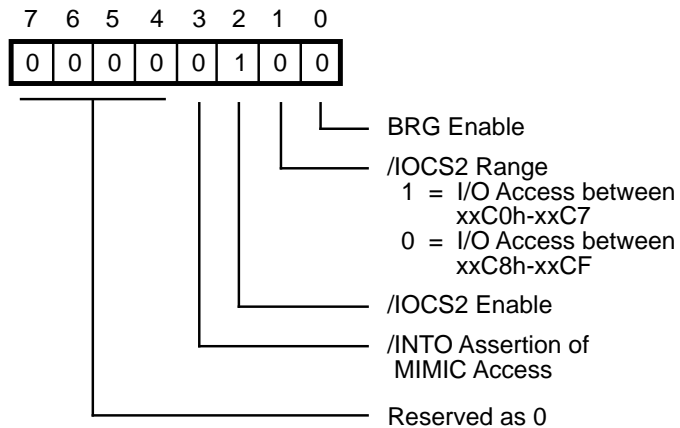 7 6 5 4 3 2 1 0
0 0 0 0 0 1 0 0
BRG Enable
/IOCS2 Range
1 = I/O Access between
xxC0h-xxC7
0 = I/O Access between
xxC8h-xxCF
/IOCS2 Enable
/INTO Assertion of
MIMIC Access
Reserved as 0